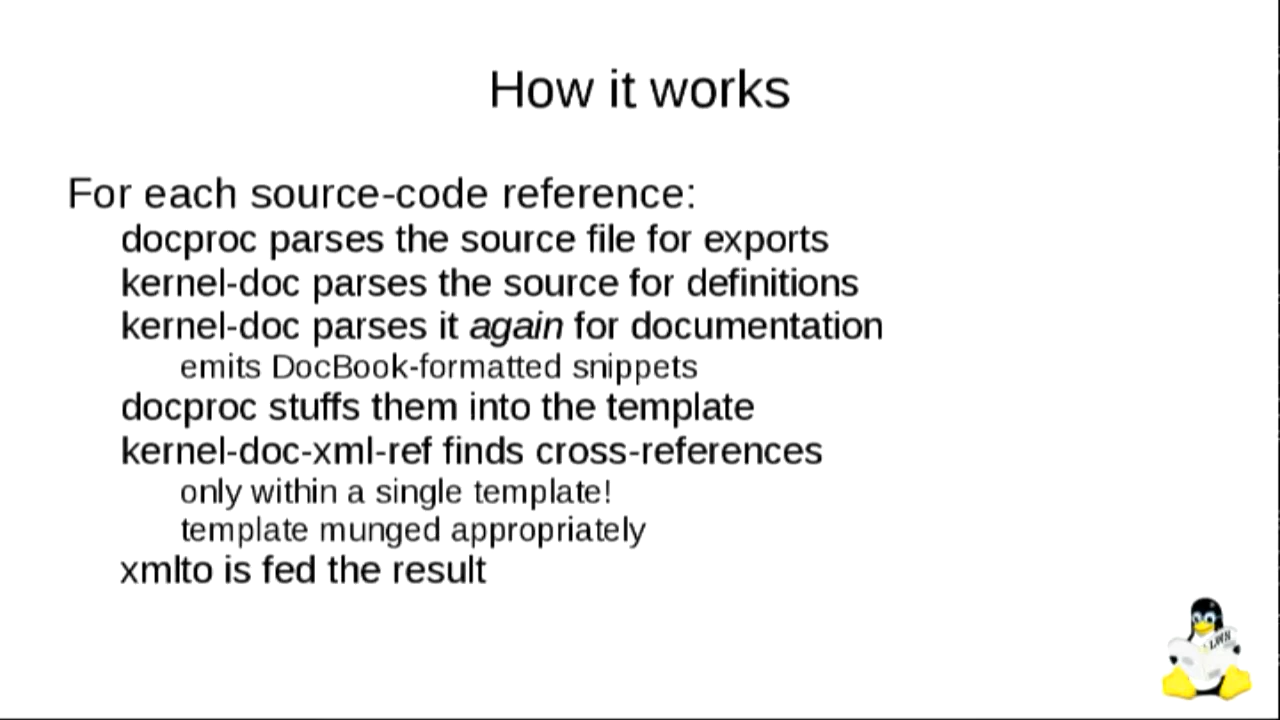 How it works
For each source-code reference:
docproc parses the source file for exports
kernel-doc parses the source for definitions
kernel-doc parses it again for documentation
emits DocBook-formatted snippets
docproc stuffs them into the template
kernel-doc-xml-ref finds cross-references
only within a single template!
template munged appropriately
xmlto is fed the result
LWN